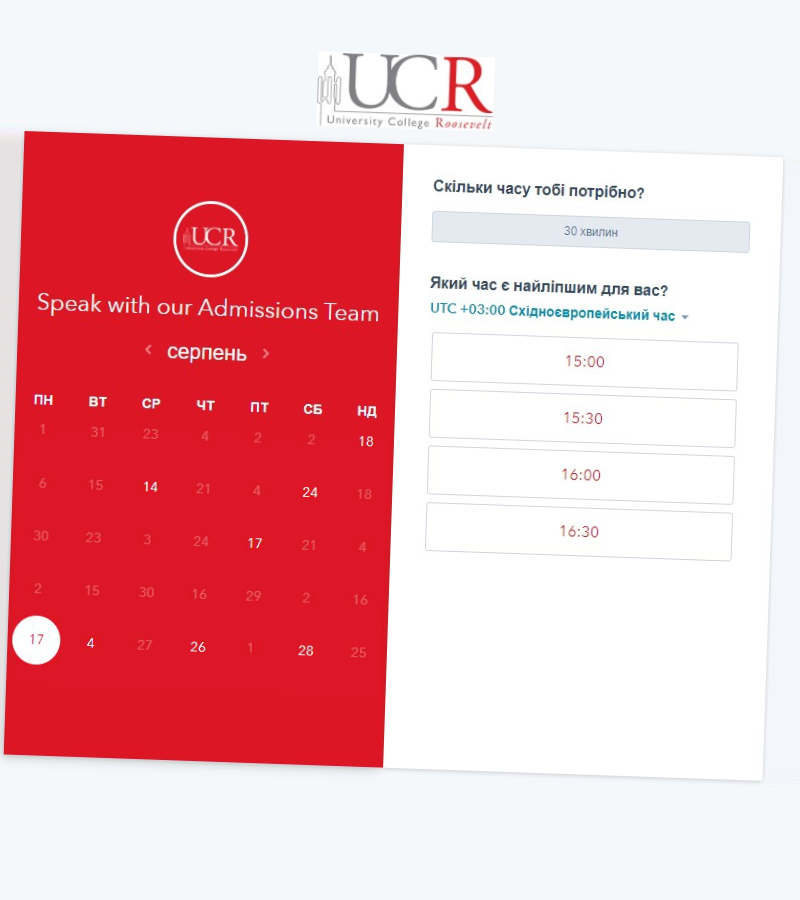 UCR
University College Roosevelt
UCR
University College Roosevelt
Speak with our Admissions Team
серпень
ПН ВТ СР ЧТ ПТ СБ НД
1 31 23 4 2 2 18
6 15 14 21 4 24 18
30 23 3 24 17 21 4
2 15 30 16 29 2 16
17 4 26 27 1 28 25
Скільки часу тобі потрібно?
30 хвилин
Який час є найліпшим для вас?
UTC +03:00 Східноєвропейський час
15:00
15:30
16:00
16:30